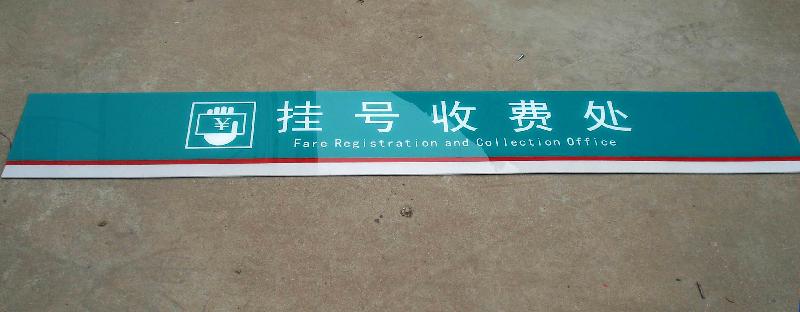 ¥
挂号收费处
Fare Registration and Collection Office